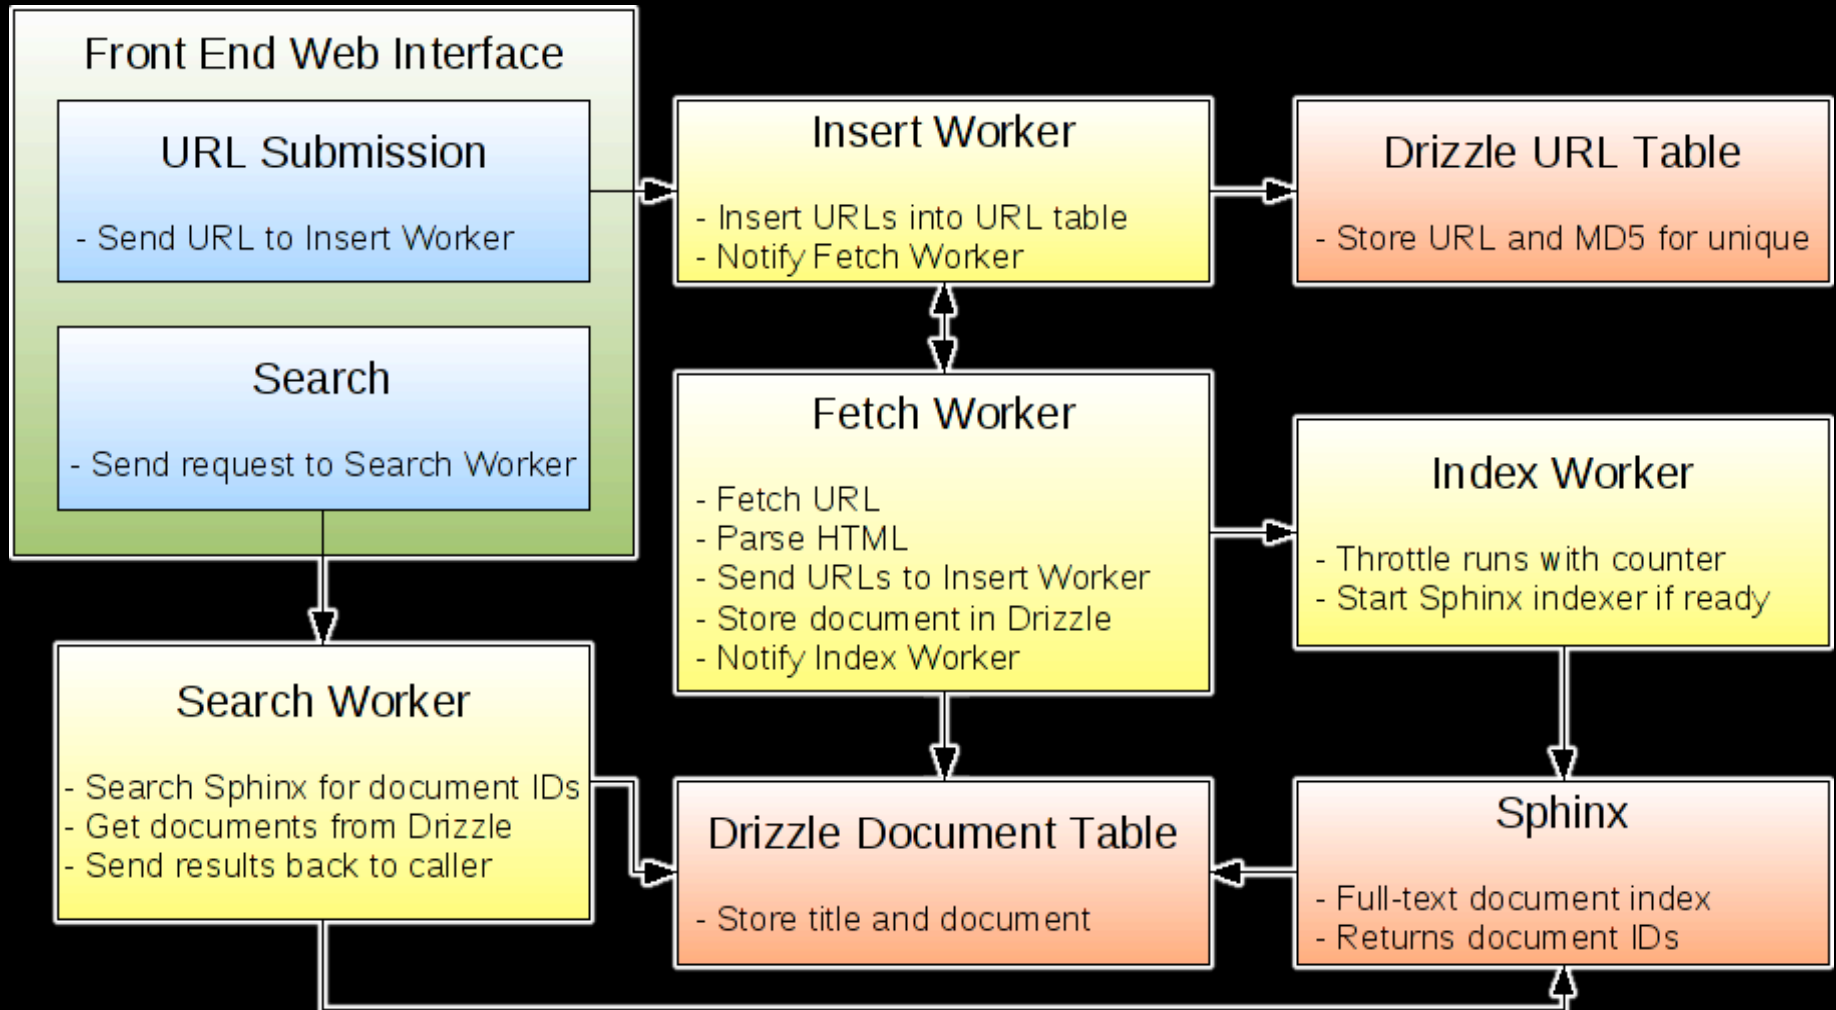 Front End Web Interface
URL Submission
- Send URL to Insert Worker
Search
- Send request to Search Worker
Insert Worker
- Insert URLs into URL table
- Notify Fetch Worker
Drizzle URL Table
- Store URL and MD5 for unique
Fetch Worker
- Fetch URL
- Parse HTML
- Send URLs to Insert Worker
- Store document in Drizzle
- Notify Index Worker
Index Worker
- Throttle runs with counter
- Start Sphinx indexer if ready
Search Worker
- Search Sphinx for document IDs
- Get documents from Drizzle
- Send results back to caller
Drizzle Document Table
- Store title and document
Sphinx
- Full-text document index
- Returns document IDs